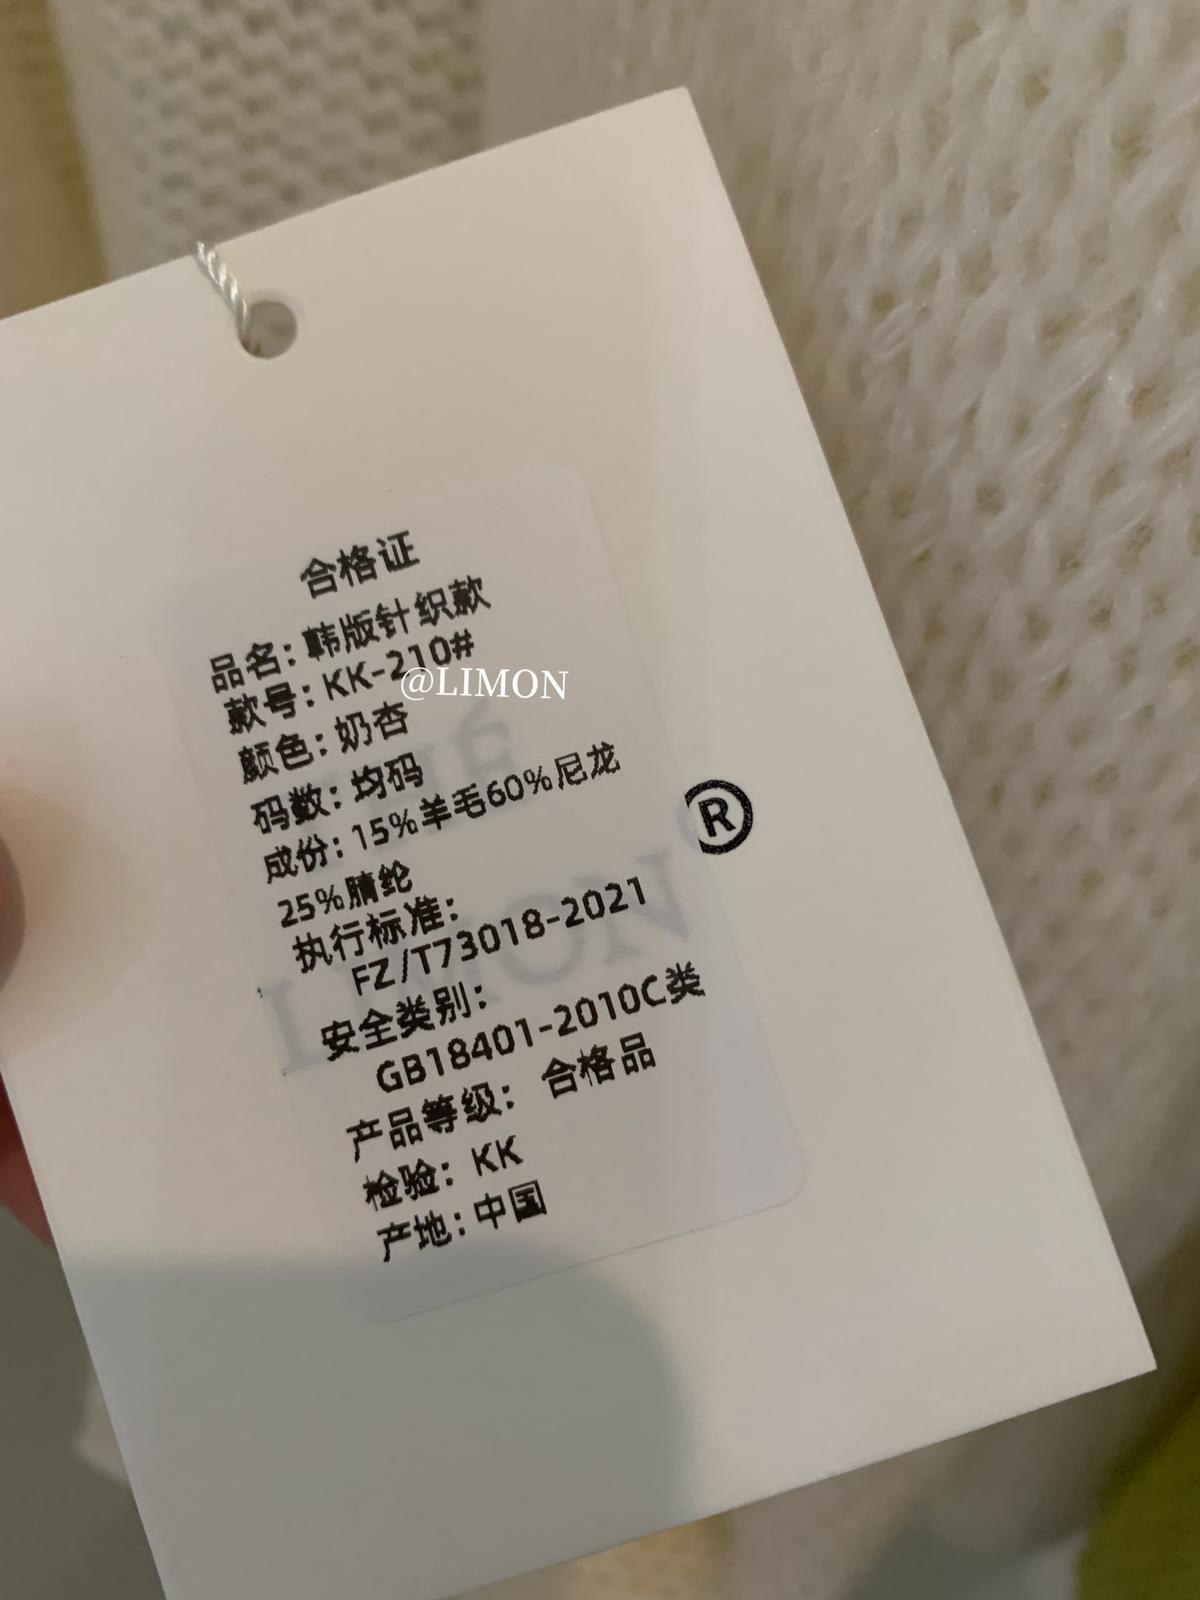 合格证
品名：韩版针织款
款号：KK-210#
@LIMON
颜色：奶杏
码数：均码
成份：15%羊毛60%尼龙
25%腈纶
执行标准：
FZ/T73018-2021
安全类别：
GB18401-2010C类
产品等级： 合格品
检验： KK
产地：中国
®
LIMON